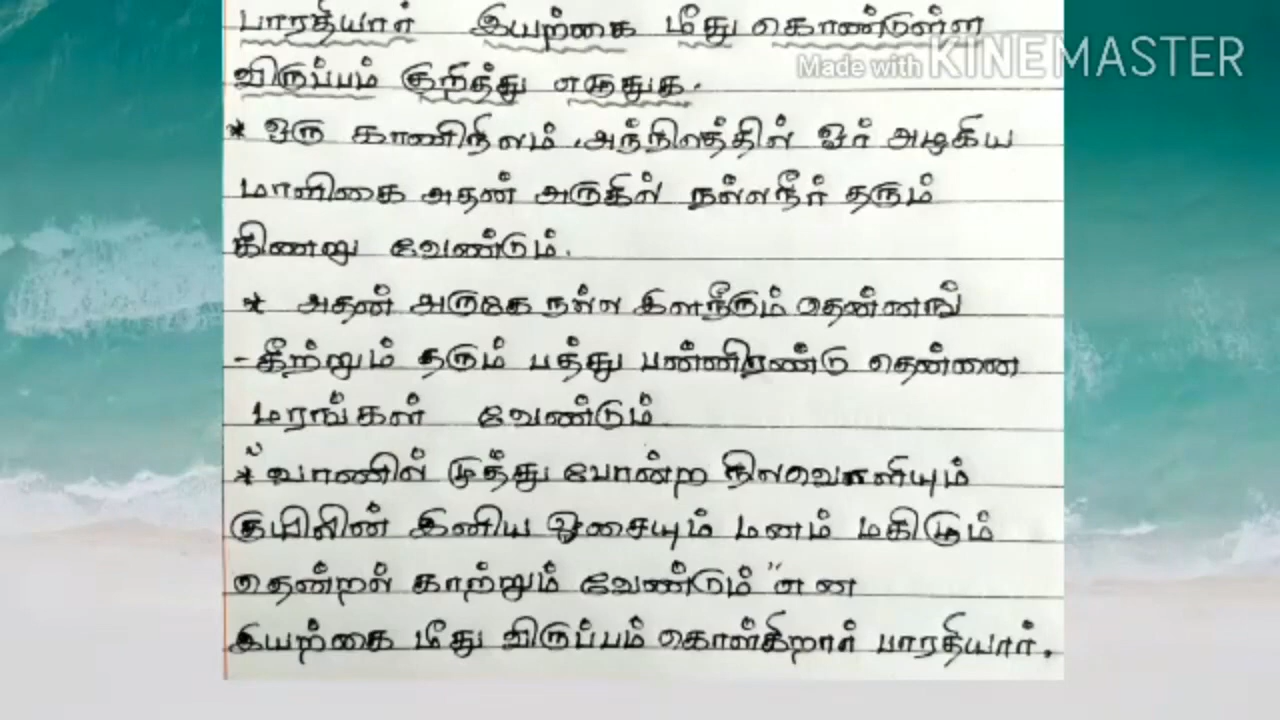 பாரதியார் இயற்கை மீது கொண்டுள்ள
Made with KINEMASTER
விருப்பம் குறித்து எழுதுக.
* ஒரு காணிநிலம். அந்நிலத்தில் ஓர் அழகிய
மாளிகை அதன் அருகில் நல்லநீர் தரும்
கிணறு வேண்டும்.
* அதன் அருகே நல்ல இளநீரும் தென்னங்
- கீற்றும் தரும் பத்து பன்னிரண்டு தென்னை
மரங்கள் வேண்டும்
* வாணில் முத்து போன்ற நிலவொளியும்
குயிலின் இனிய ஓசையும் மனம் மகிழும்
தென்றல் காற்றும் வேண்டும்" என
இயற்கை மீது விருப்பம் கொள்கிறார் பாரதியார்.